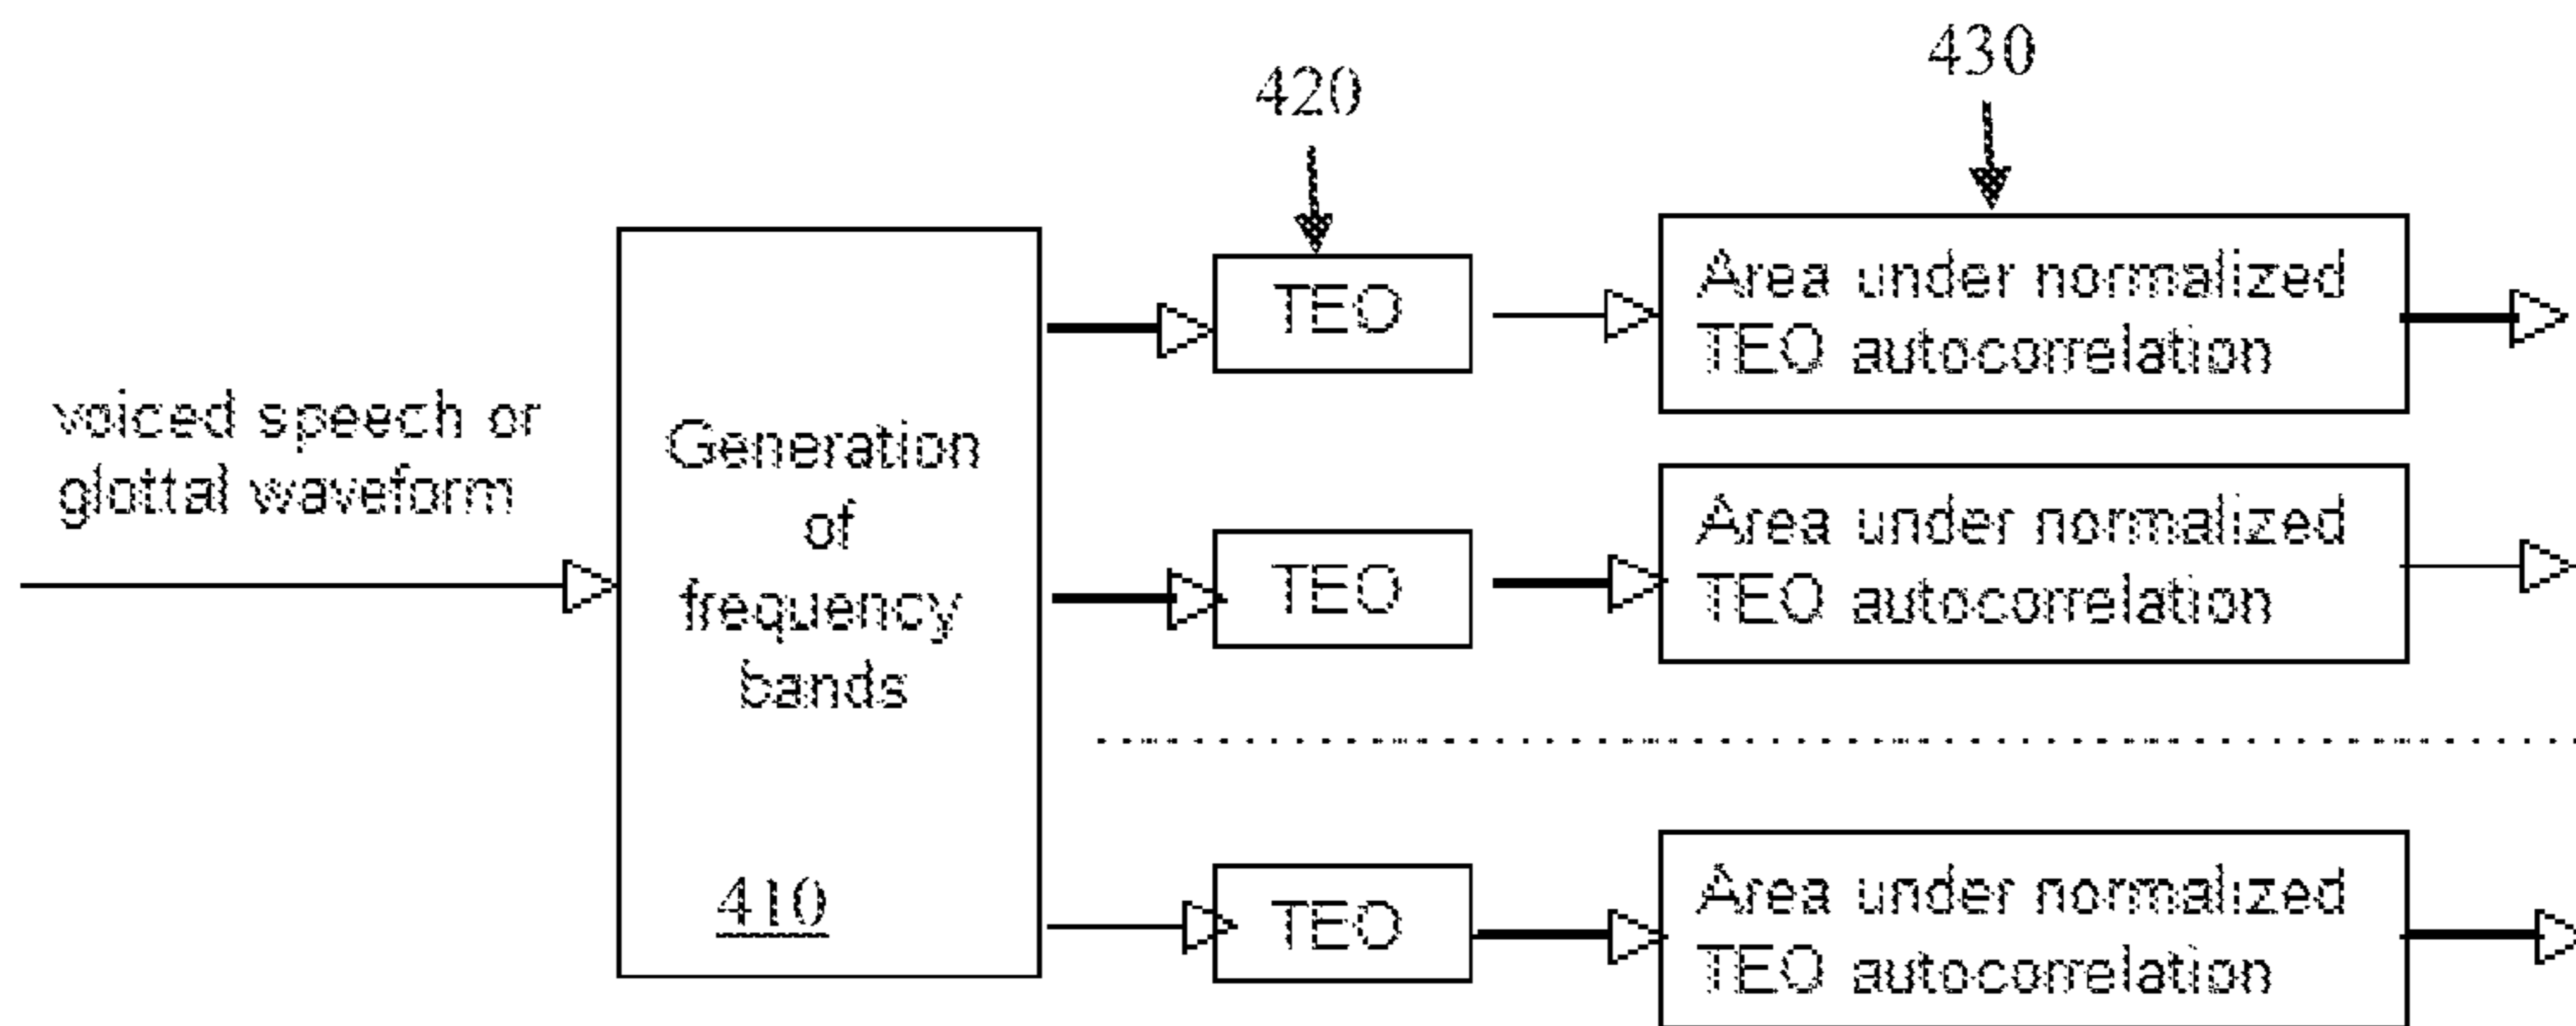 420
430
voiced speech or
glottal waveform
Generation
of
frequency
bands
410
TEO
Area under normalized
TEO autocorrelation
TEO
Area under normalized
TEO autocorrelation
TEO
Area under normalized
TEO autocorrelation